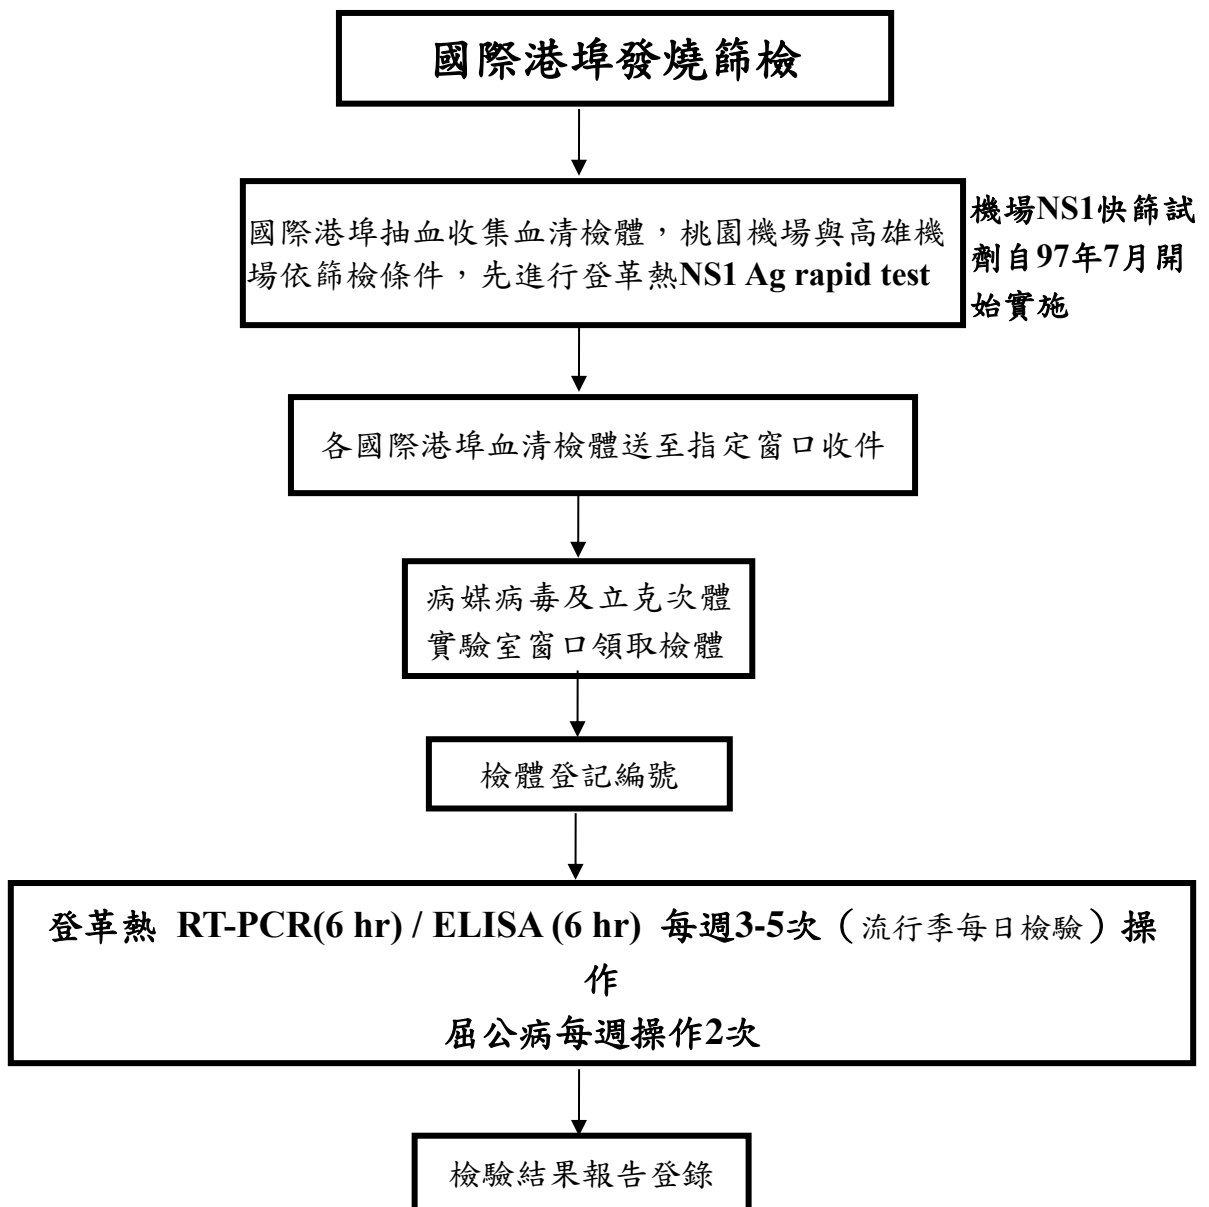 國際港埠發燒篩檢
國際港埠抽血收集血清檢體，桃園機場與高雄機
場依篩檢條件，先進行登革熱NS1 Ag rapid test
機場NS1快篩試
劑自97年7月開
始實施
各國際港埠血清檢體送至指定窗口收件
病媒病毒及立克次體
實驗室窗口領取檢體
檢體登記編號
登革熱 RT-PCR(6 hr) / ELISA (6 hr) 每週3-5次（流行季每日檢驗）操
作
屈公病每週操作2次
檢驗結果報告登錄